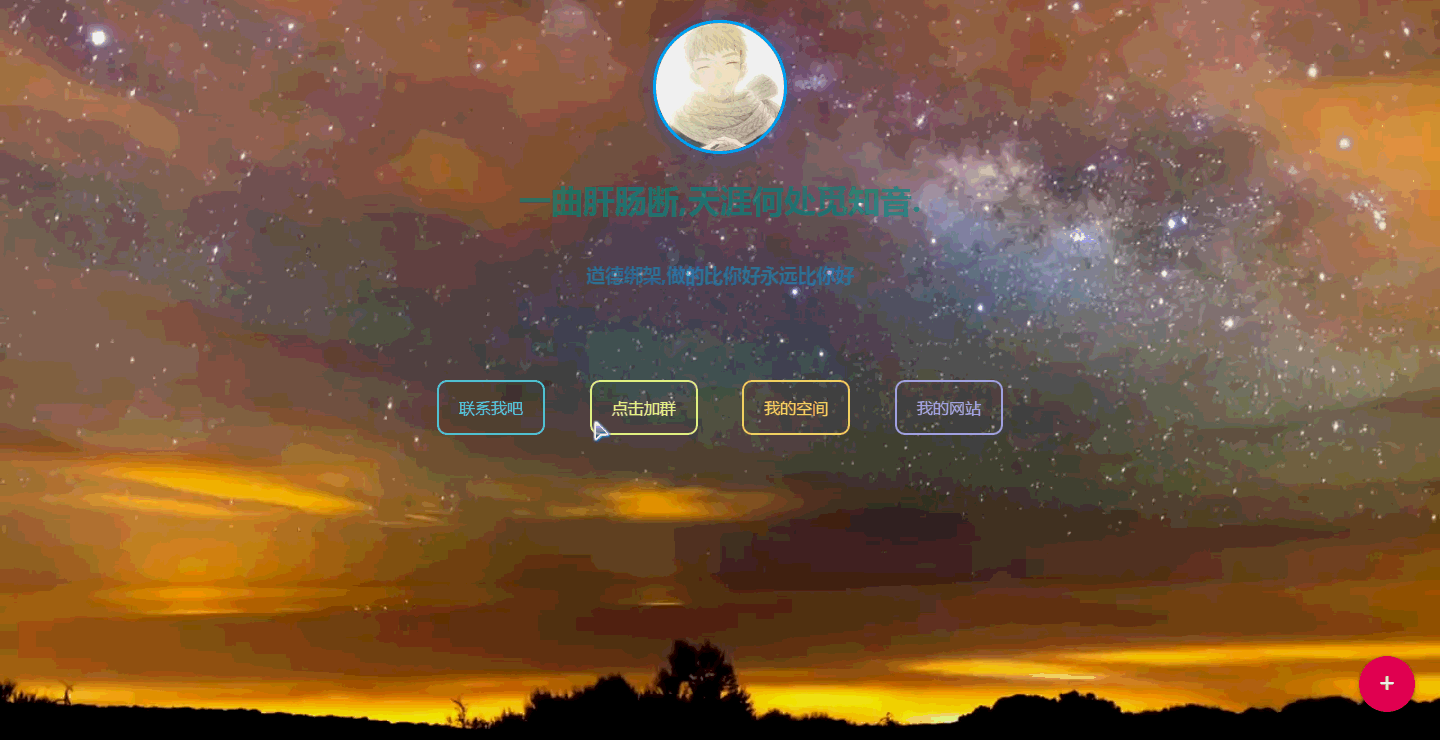 一曲肝肠断,天涯何处觅知音.
道德绑架,做的比你好永远比你好
联系我吧
点击加群
我的空间
我的网站
+